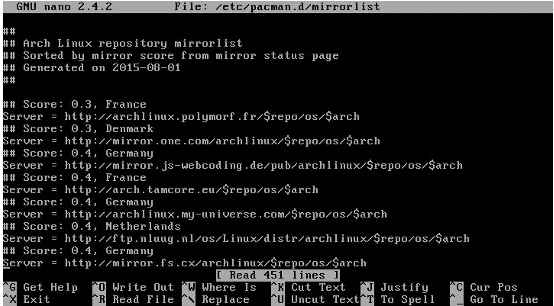 GNU nano 2.4.2 File: /etc/pacman.d/mirrorlist
##
## Arch Linux repository mirrorlist
## Sorted by mirror score from mirror status page
## Generated on 2015-08-01
##
## Score: 0.3, France
Server = http://archlinux.polymorf.fr/$repo/os/$arch
## Score: 0.3, Denmark
Server = http://mirror.one.com/archlinux/$repo/os/$arch
## Score: 0.4, Germany
Server = http://mirror.js-webcoding.de/pub/archlinux/$repo/os/$arch
## Score: 0.4, France
Server = http://arch.tamcore.eu/$repo/os/$arch
## Score: 0.4, Germany
Server = http://archlinux.my-universe.com/$repo/os/$arch
## Score: 0.4, Netherlands
Server = http://ftp.nluug.nl/os/Linux/distr/archlinux/$repo/os/$arch
## Score: 0.4, Germany
Server = http://mirror.fs.cx/archlinux/$repo/os/$arch
[ Read 451 lines ]
^G Get Help ^O Write Out ^W Where Is ^K Cut Text ^J Justify ^C Cur Pos
^X Exit ^R Read File ^\ Replace ^U Uncut Text ^T To Spell ^_ Go To Line